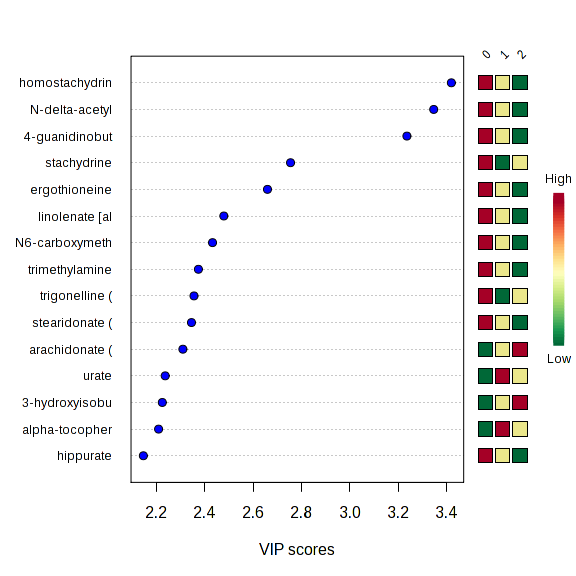 0 1 2
homostachydrin
N-delta-acetyl
4-guanidinobut
stachydrine
ergothioneine
linolenate [al
N6-carboxymeth
trimethylamine
trigonelline (
stearidonate (
arachidonate (
urate
3-hydroxyisobu
alpha-tocopher
hippurate
High
Low
2.2 2.4 2.6 2.8 3.0 3.2 3.4
VIP scores